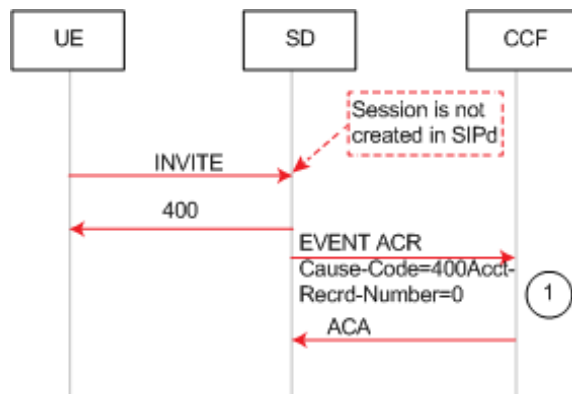 UE
SD
CCF
Session is not
created in SIPd
INVITE
400
EVENT ACR
Cause-Code=400Acct-
Recrd-Number=0
1
ACA